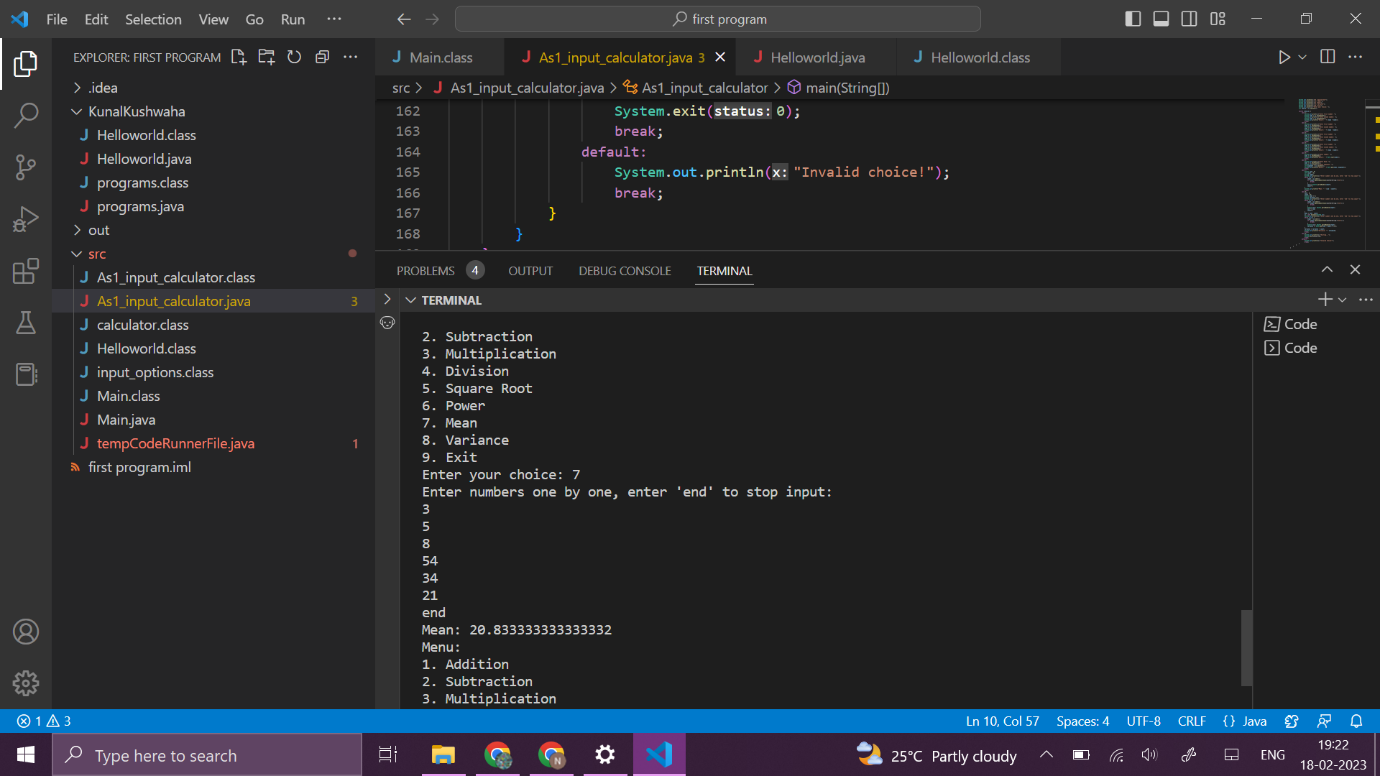 File Edit Selection View Go Run ···
first program
EXPLORER: FIRST PROGRAM
.idea
KunalKushwaha
J Helloworld.class
J Helloworld.java
J programs.class
J programs.java
out
src
J As1_input_calculator.class
J As1_input_calculator.java 3
J calculator.class
J Helloworld.class
J input_options.class
J Main.class
J Main.java
J tempCodeRunnerFile.java 1
first program.iml
J Main.class J As1_input_calculator.java 3 J Helloworld.java J Helloworld.class
src > J As1_input_calculator.java > As1_input_calculator > main(String[])
162 System.exit(status:0);
163 break;
164 default:
165 System.out.println(x:"Invalid choice!");
166 break;
167 }
168 }
PROBLEMS 4 OUTPUT DEBUG CONSOLE TERMINAL
TERMINAL
2. Subtraction
3. Multiplication
4. Division
5. Square Root
6. Power
7. Mean
8. Variance
9. Exit
Enter your choice: 7
Enter numbers one by one, enter 'end' to stop input:
3
5
8
54
34
21
end
Mean: 20.833333333333332
Menu:
1. Addition
2. Subtraction
3. Multiplication
Code
Code
1 3 Ln 10, Col 57 Spaces: 4 UTF-8 CRLF {} Java
Type here to search
N
25°C Partly cloudy
ENG
19:22
18-02-2023